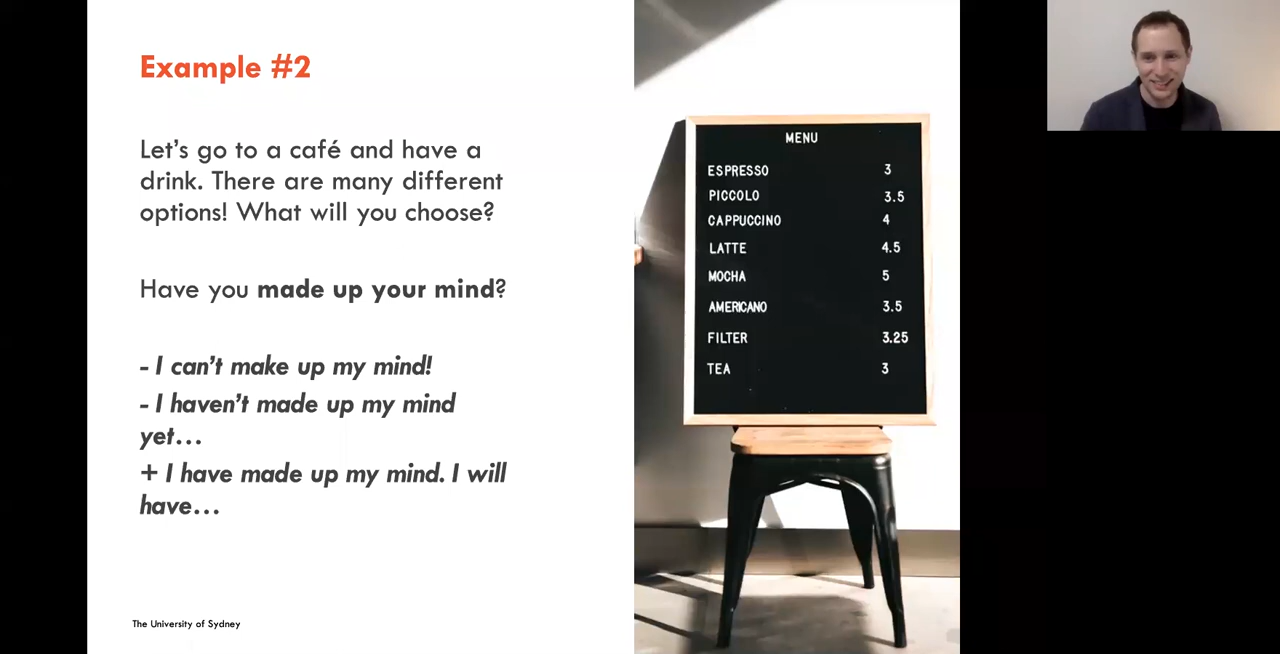 Example #2
Let's go to a café and have a
drink. There are many different
options! What will you choose?
Have you made up your mind?
- I can't make up my mind!
- I haven't made up my mind
yet...
+ I have made up my mind. I will
have...
The University of Sydney
MENU
ESPRESSO 3
PICCOLO 3.5
CAPPUCCINO 4
LATTE 4.5
MOCHA 5
AMERICANO 3.5
FILTER 3.25
TEA 3